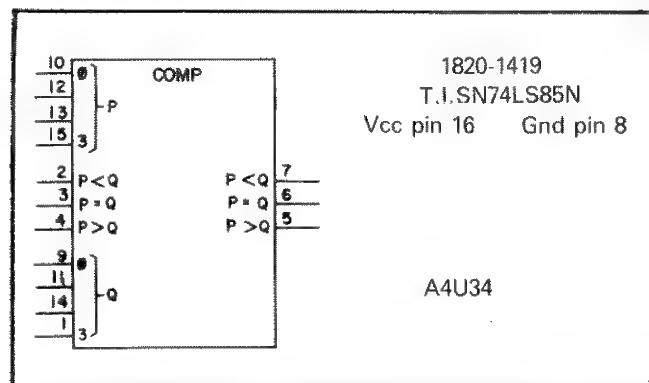 COMP
10 0
12
13 P
15 3
2 P<Q
3 P=Q
4 P>Q
9 0
11
14 Q
1 3
P<Q 7
P=Q 6
P>Q 5
1820-1419
T.I.SN74LS85N
Vcc pin 16 Gnd pin 8
A4U34